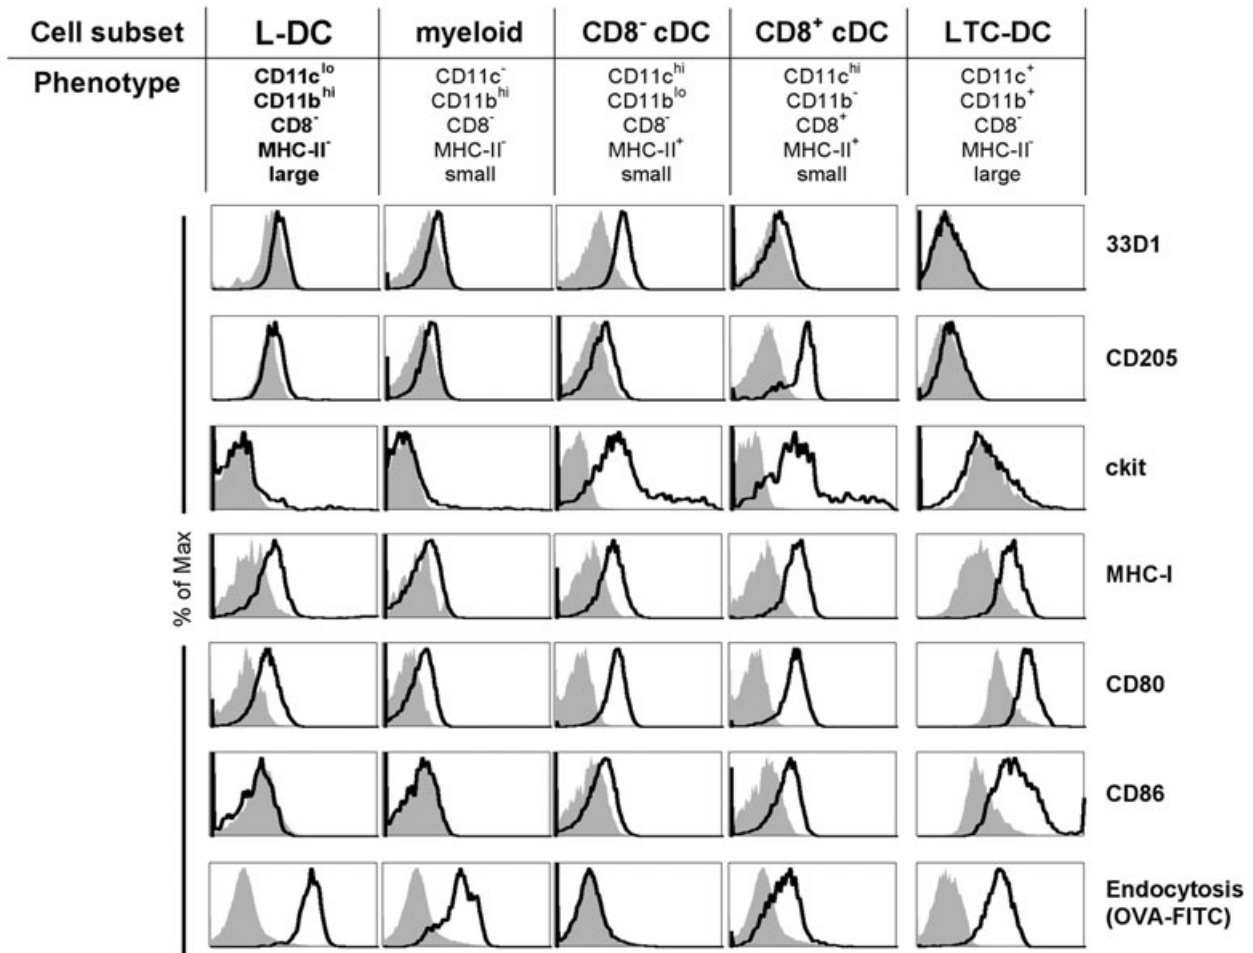 Cell subset L-DC myeloid CD8⁻ cDC CD8⁺ cDC LTC-DC
Phenotype
CD11c^lo CD11c⁻ CD11c^hi CD11c^hi CD11c⁺
CD11b^hi CD11b^hi CD11b^lo CD11b⁻ CD11b⁺
CD8⁻ CD8⁻ CD8⁻ CD8⁺ CD8⁻
MHC-II⁻ MHC-II⁻ MHC-II⁺ MHC-II⁺ MHC-II⁻
large small small small large
33D1
CD205
ckit
% of Max
MHC-I
CD80
CD86
Endocytosis
(OVA-FITC)